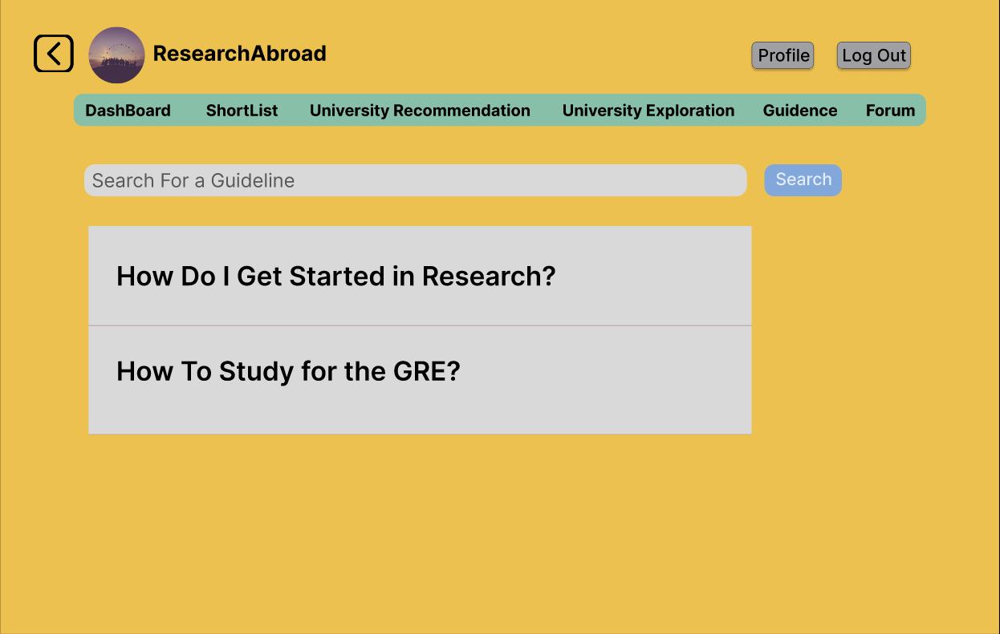 ResearchAbroad
Profile
Log Out
DashBoard ShortList University Recommendation University Exploration Guidence Forum
Search For a Guideline
Search
How Do I Get Started in Research?
How To Study for the GRE?